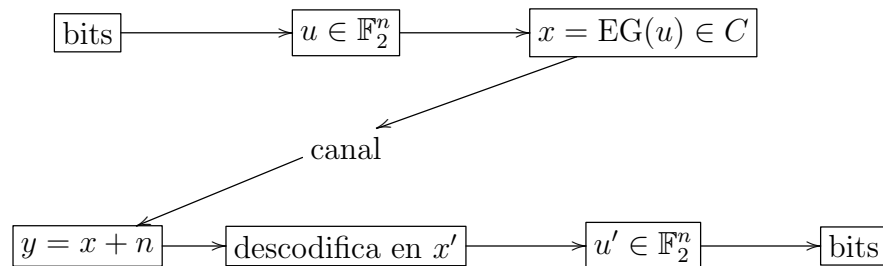 bits u ∈ 𝔽₂ⁿ x = EG(u) ∈ C
canal
y = x + n descodifica en x′ u′ ∈ 𝔽₂ⁿ bits